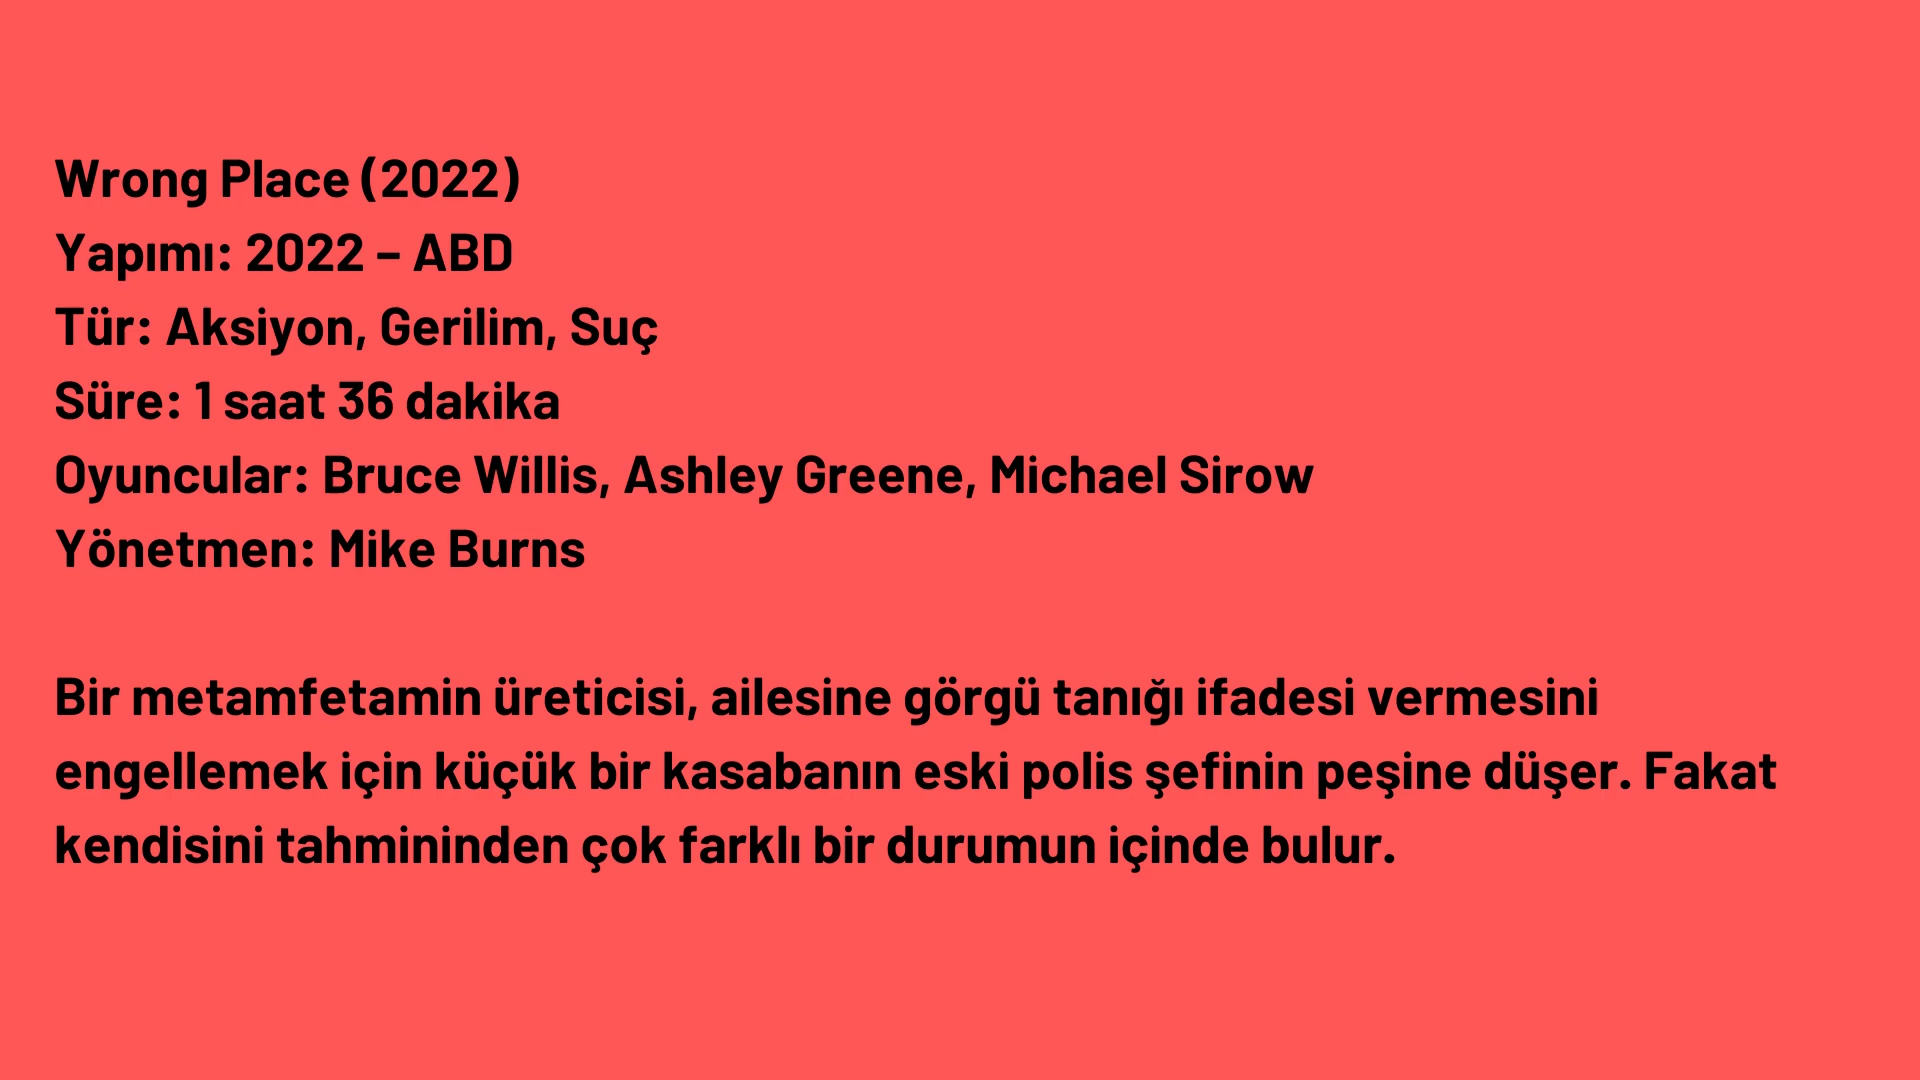 Wrong Place (2022)
Yapımı: 2022 – ABD
Tür: Aksiyon, Gerilim, Suç
Süre: 1 saat 36 dakika
Oyuncular: Bruce Willis, Ashley Greene, Michael Sirow
Yönetmen: Mike Burns
Bir metamfetamin üreticisi, ailesine görgü tanığı ifadesi vermesini
engellemek için küçük bir kasabanın eski polis şefinin peşine düşer. Fakat
kendisini tahmininden çok farklı bir durumun içinde bulur.